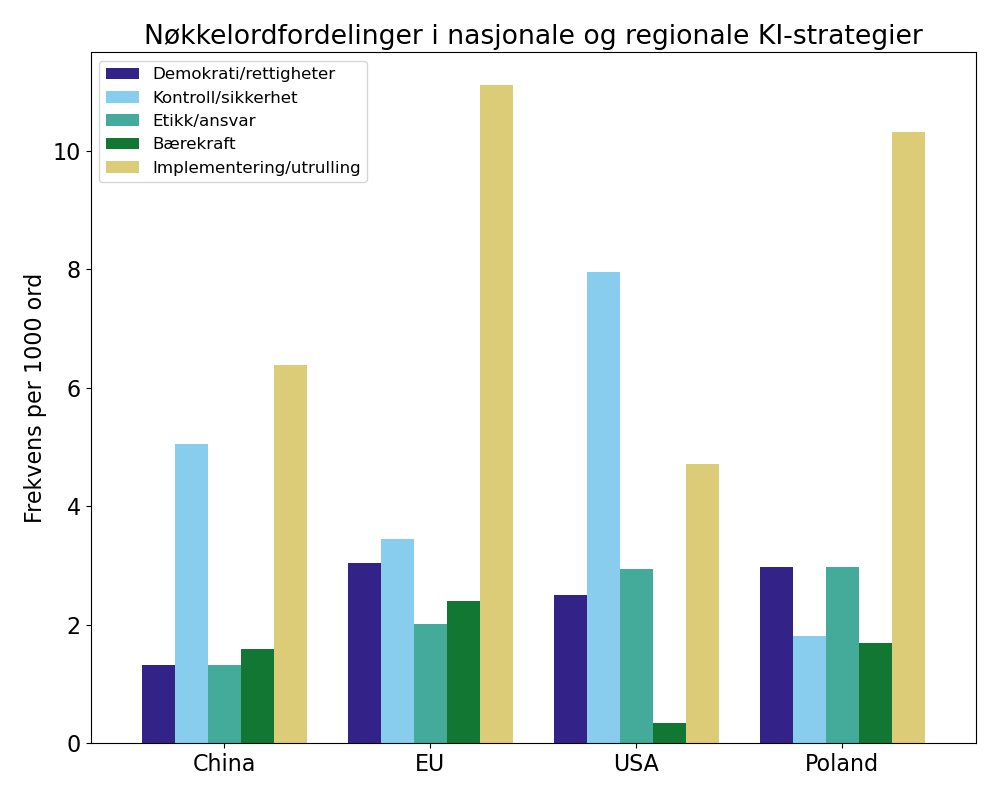 Nøkkelordfordelinger i nasjonale og regionale KI-strategier
Demokrati/rettigheter
Kontroll/sikkerhet
Etikk/ansvar
Bærekraft
Implementering/utrulling
Frekvens per 1000 ord
10
8
6
4
2
0
China EU USA Poland